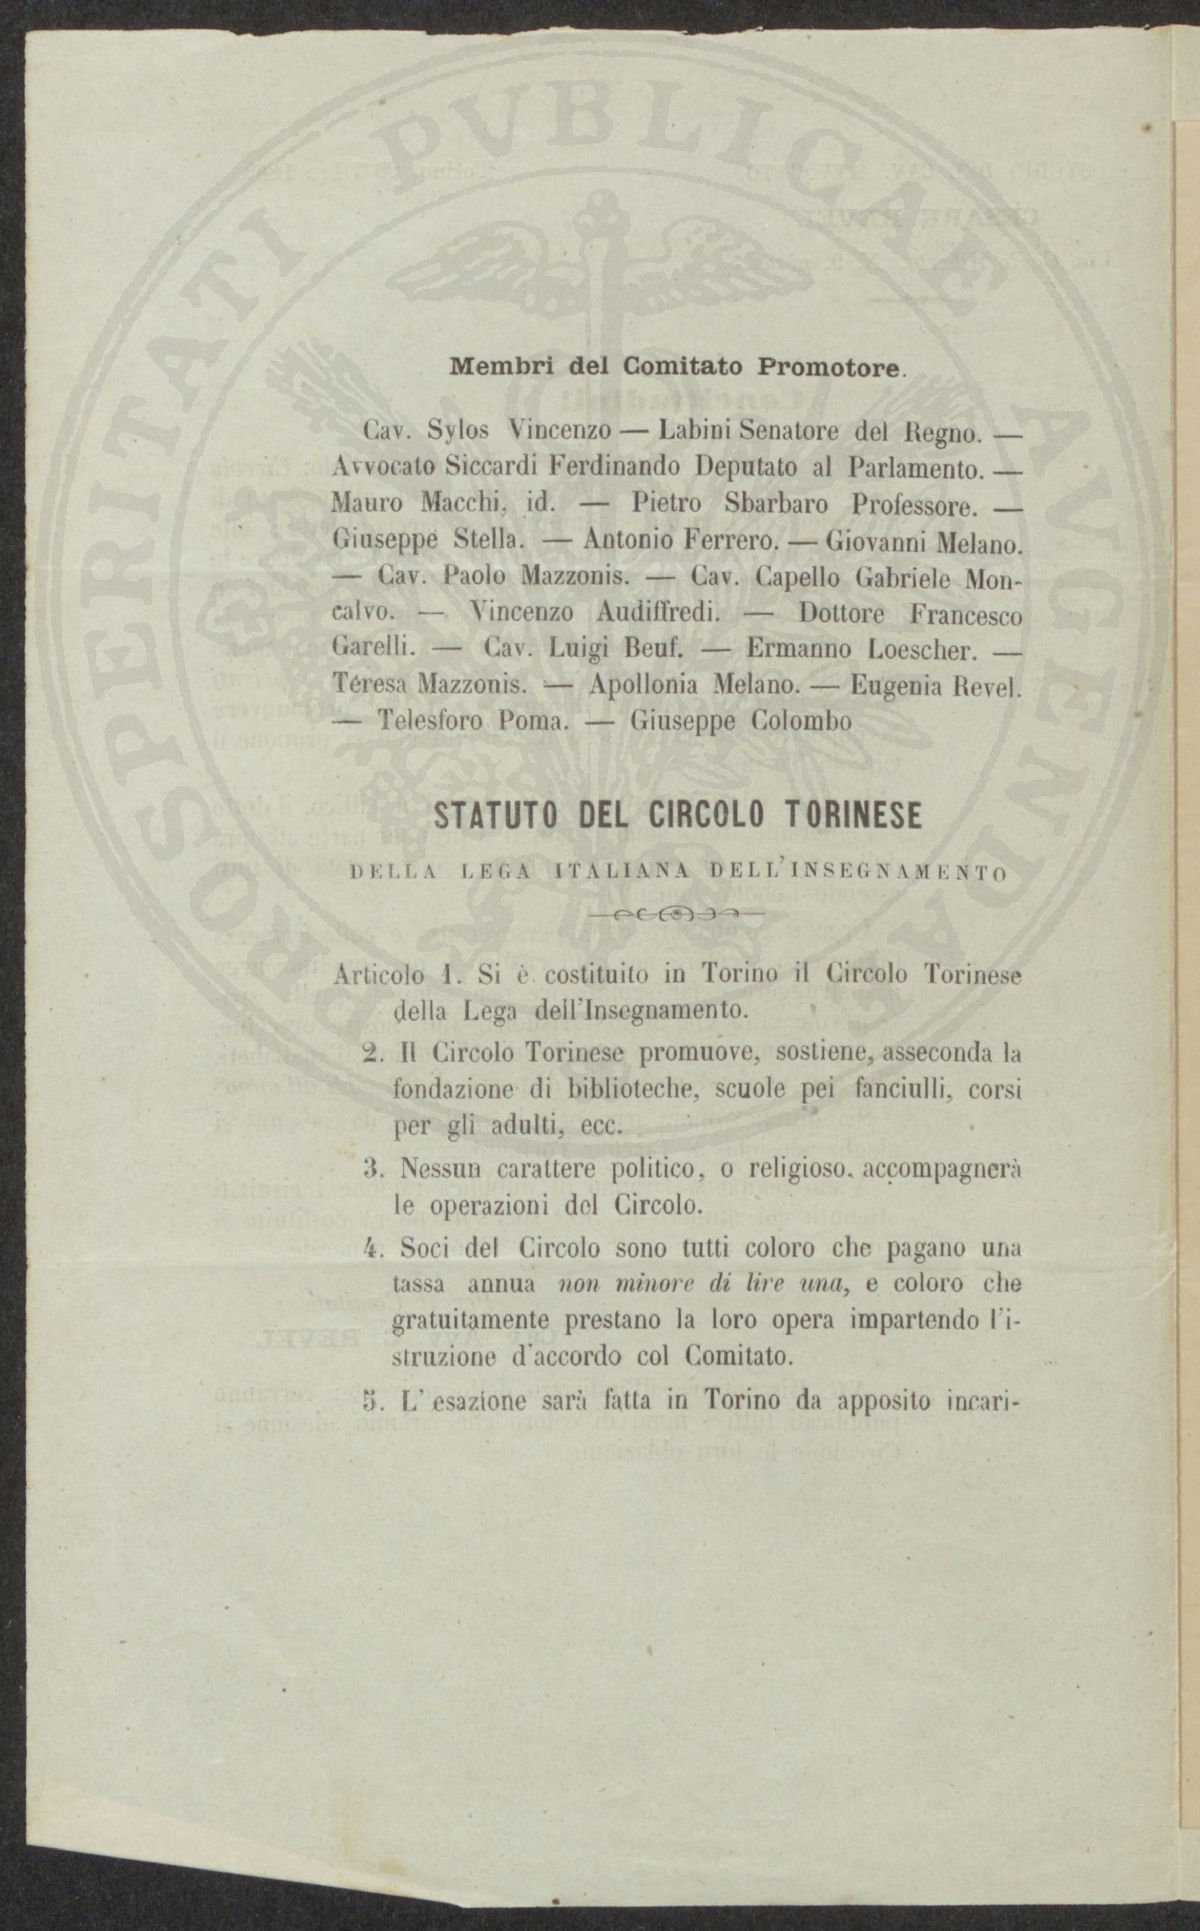 PROSPERITATI PVBLICAE AVGENDAE
Membri del Comitato Promotore.
Cav. Sylos Vincenzo — Labini Senatore del Regno. —
Avvocato Siccardi Ferdinando Deputato al Parlamento. —
Mauro Macchi, id. — Pietro Sbarbaro Professore. —
Giuseppe Stella. — Antonio Ferrero. — Giovanni Melano.
— Cav. Paolo Mazzonis. — Cav. Capello Gabriele Mon-
calvo. — Vincenzo Audiffredi. — Dottore Francesco
Garelli. — Cav. Luigi Beuf. — Ermanno Loescher. —
Teresa Mazzonis. — Apollonia Melano. — Eugenia Revel.
— Telesforo Poma. — Giuseppe Colombo
STATUTO DEL CIRCOLO TORINESE
DELLA LEGA ITALIANA DELL'INSEGNAMENTO
Articolo 1. Si è costituito in Torino il Circolo Torinese
della Lega dell'Insegnamento.
2. Il Circolo Torinese promuove, sostiene, asseconda la
fondazione di biblioteche, scuole pei fanciulli, corsi
per gli adulti, ecc.
3. Nessun carattere politico, o religioso, accompagnerà
le operazioni del Circolo.
4. Soci del Circolo sono tutti coloro che pagano una
tassa annua non minore di lire una, e coloro che
gratuitamente prestano la loro opera impartendo l'i-
struzione d'accordo col Comitato.
5. L'esazione sarà fatta in Torino da apposito incari-